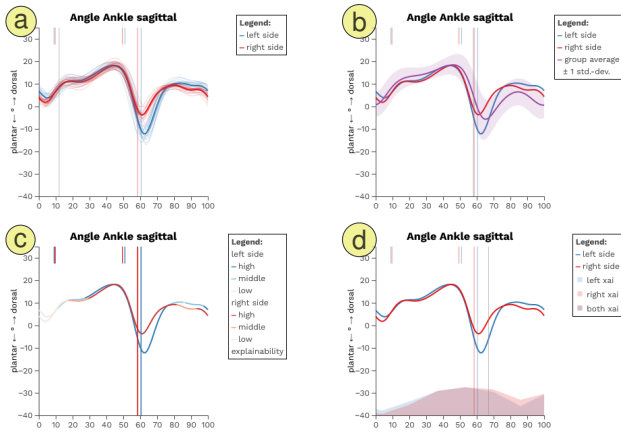 a
Angle Ankle sagittal
Legend:
left side
right side
plantar ← ° → dorsal
30
20
10
0
−10
−20
−30
−40
0 10 20 30 40 50 60 70 80 90 100
b
Angle Ankle sagittal
Legend:
left side
right side
group average
± 1 std.-dev.
plantar ← ° → dorsal
30
20
10
0
−10
−20
−30
−40
0 10 20 30 40 50 60 70 80 90 100
c
Angle Ankle sagittal
Legend:
left side
high
middle
low
right side
high
middle
low
explainability
plantar ← ° → dorsal
30
20
10
0
−10
−20
−30
−40
0 10 20 30 40 50 60 70 80 90 100
d
Angle Ankle sagittal
Legend:
left side
right side
left xai
right xai
both xai
plantar ← ° → dorsal
30
20
10
0
−10
−20
−30
−40
0 10 20 30 40 50 60 70 80 90 100